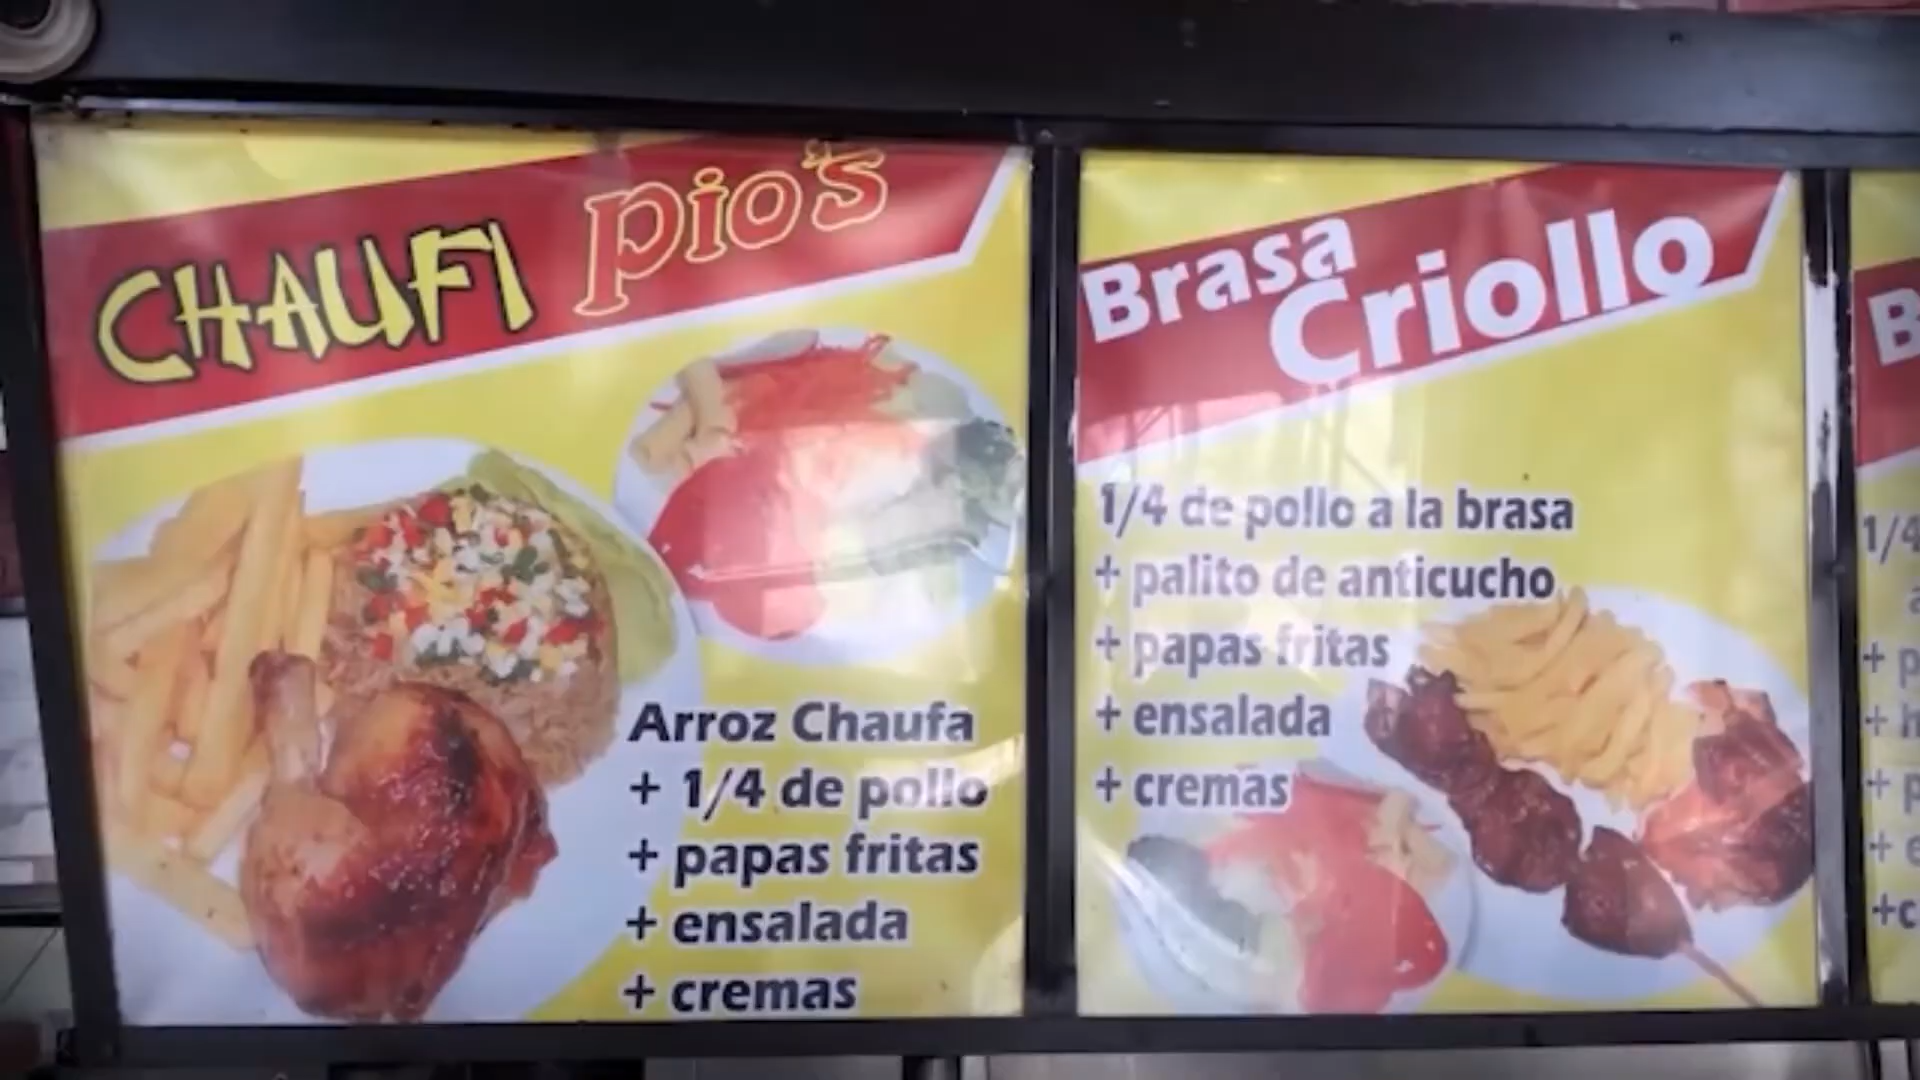 CHAUFI pio's
Arroz Chaufa
+ 1/4 de pollo
+ papas fritas
+ ensalada
+ cremas
Brasa
Criollo
1/4 de pollo a la brasa
+ palito de anticucho
+ papas fritas
+ ensalada
+ cremas
B
1/4
+ p
+ h
+ p
+ e
+c